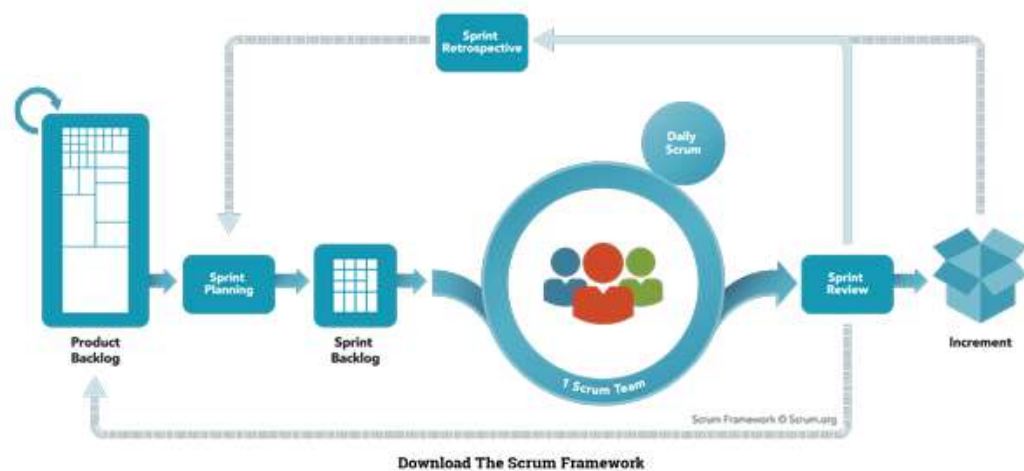 Sprint
Retrospective
Daily
Scrum
Sprint
Planning
Sprint
Review
Product
Backlog
Sprint
Backlog
Increment
1 Scrum Team
Scrum Framework © Scrum.org
Download The Scrum Framework